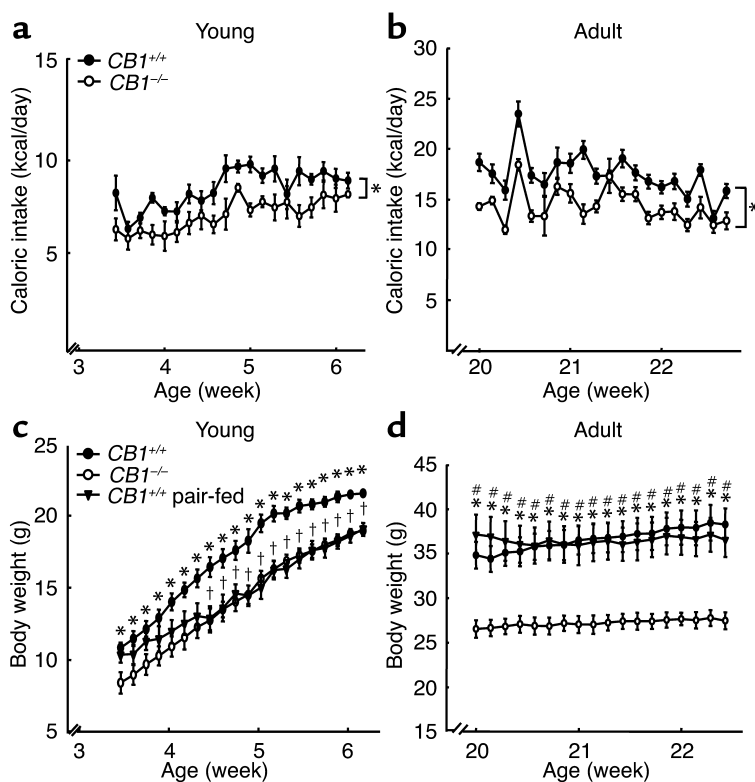 a Young
15
10
5
3 4 5 6
Caloric intake (kcal/day)
Age (week)
CB1+/+
CB1−/−
*
b Adult
30
25
20
15
10
5
20 21 22
Caloric intake (kcal/day)
Age (week)
*
c Young
25
20
15
10
5
3 4 5 6
Body weight (g)
Age (week)
CB1+/+
CB1−/−
CB1+/+ pair-fed
* * * * * * * * * * * * * * * * * * * *
† † † † † † † † † † † † †
d Adult
45
40
35
30
25
20
15
20 21 22
Body weight (g)
Age (week)
# # # # # # # # # # # # # # # # # #
* * * * * * * * * * * * * * * * * *